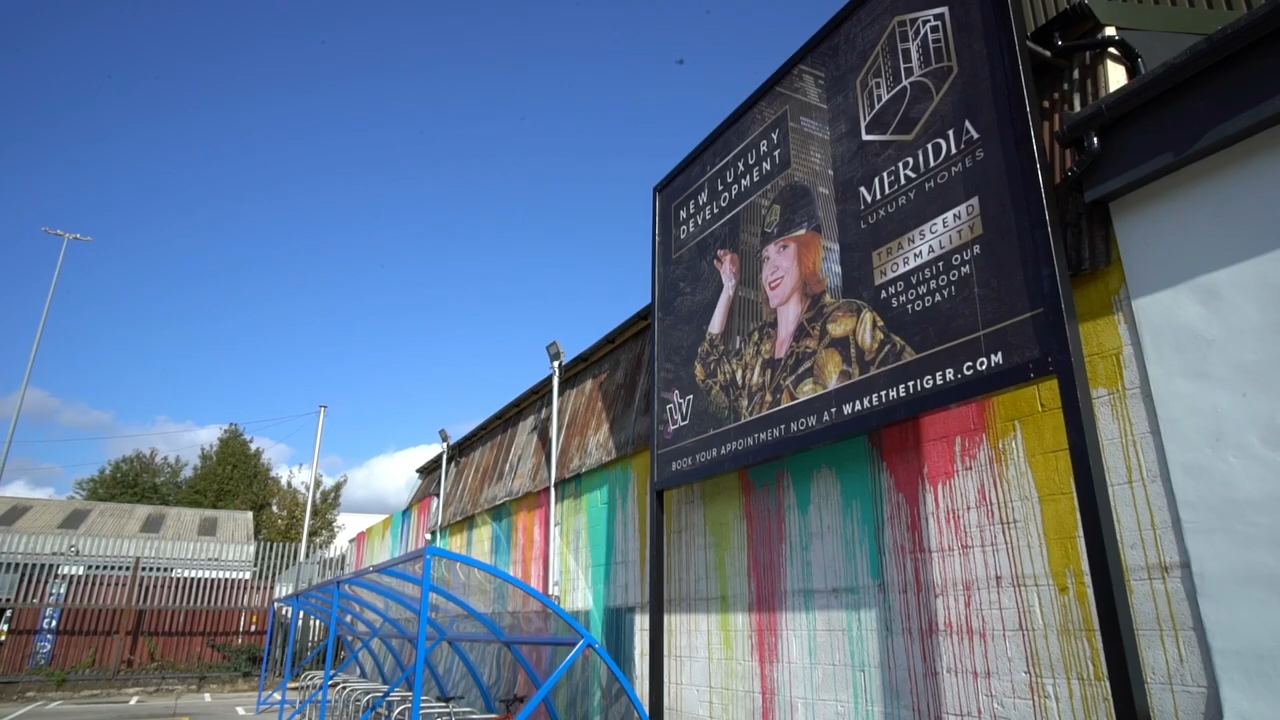 NEW LUXURY
DEVELOPMENT
MERIDIA
LUXURY HOMES
TRANSCEND
NORMALITY
AND VISIT OUR
SHOWROOM
TODAY!
BOOK YOUR APPOINTMENT NOW AT WAKETHETIGER.COM